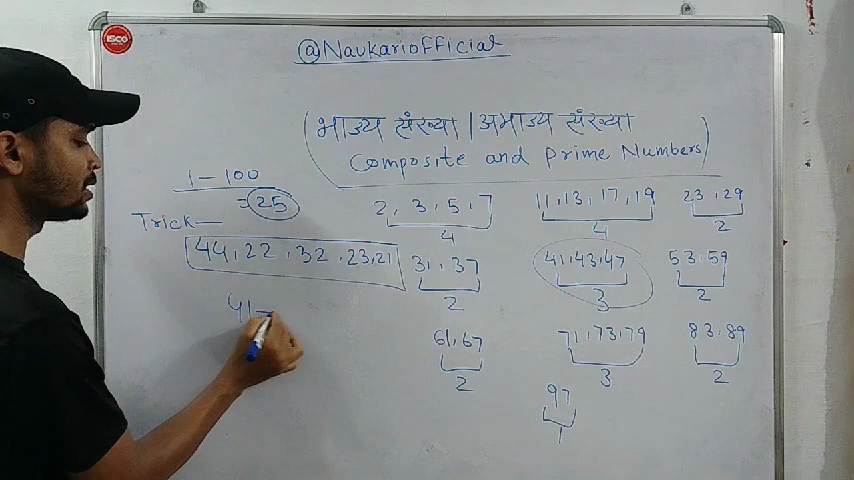 ISCO
@Naukariofficial
(भाज्य संख्या | अभाज्य संख्या
Composite and Prime Numbers)
1 – 100
= 25
Trick—
44, 22, 32, 23, 21
41–
2, 3, 5, 7
4
11, 13, 17, 19
4
23, 29
2
31, 37
2
41, 43, 47
3
53, 59
2
61, 67
2
71, 73, 79
3
83, 89
2
97
1